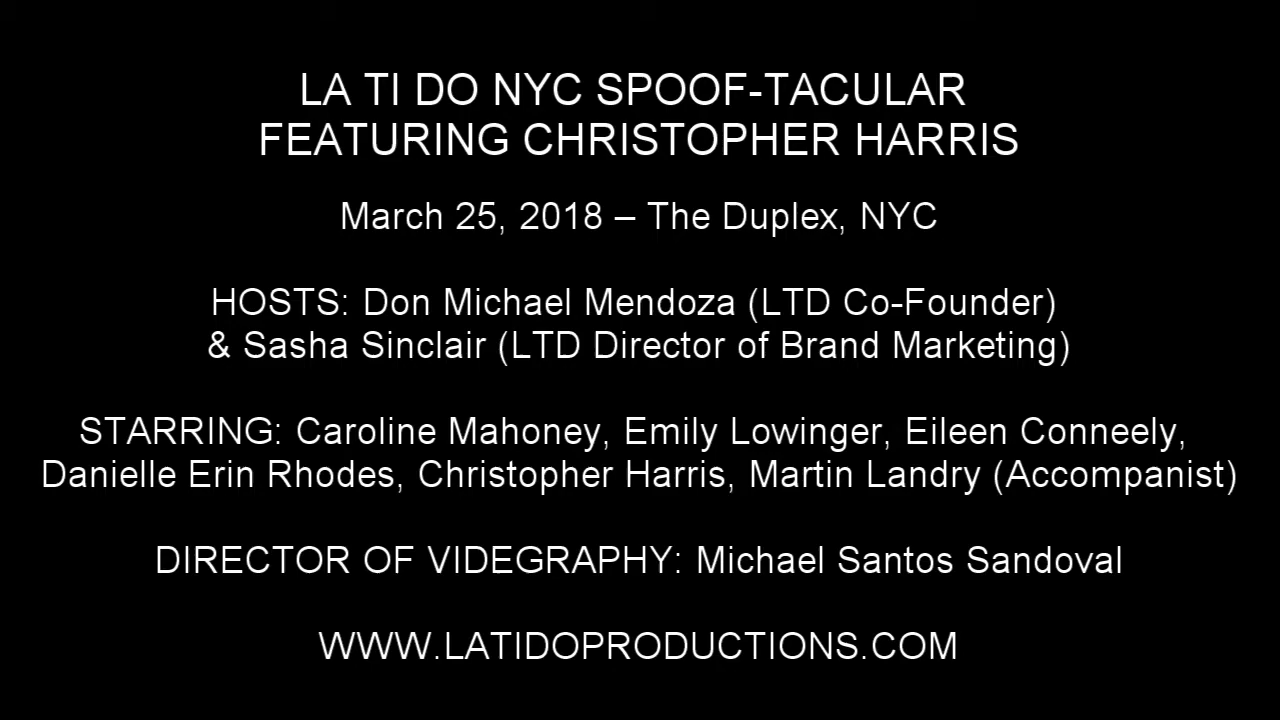 LA TI DO NYC SPOOF-TACULAR
FEATURING CHRISTOPHER HARRIS
March 25, 2018 – The Duplex, NYC
HOSTS: Don Michael Mendoza (LTD Co-Founder)
& Sasha Sinclair (LTD Director of Brand Marketing)
STARRING: Caroline Mahoney, Emily Lowinger, Eileen Conneely,
Danielle Erin Rhodes, Christopher Harris, Martin Landry (Accompanist)
DIRECTOR OF VIDEGRAPHY: Michael Santos Sandoval
WWW.LATIDOPRODUCTIONS.COM